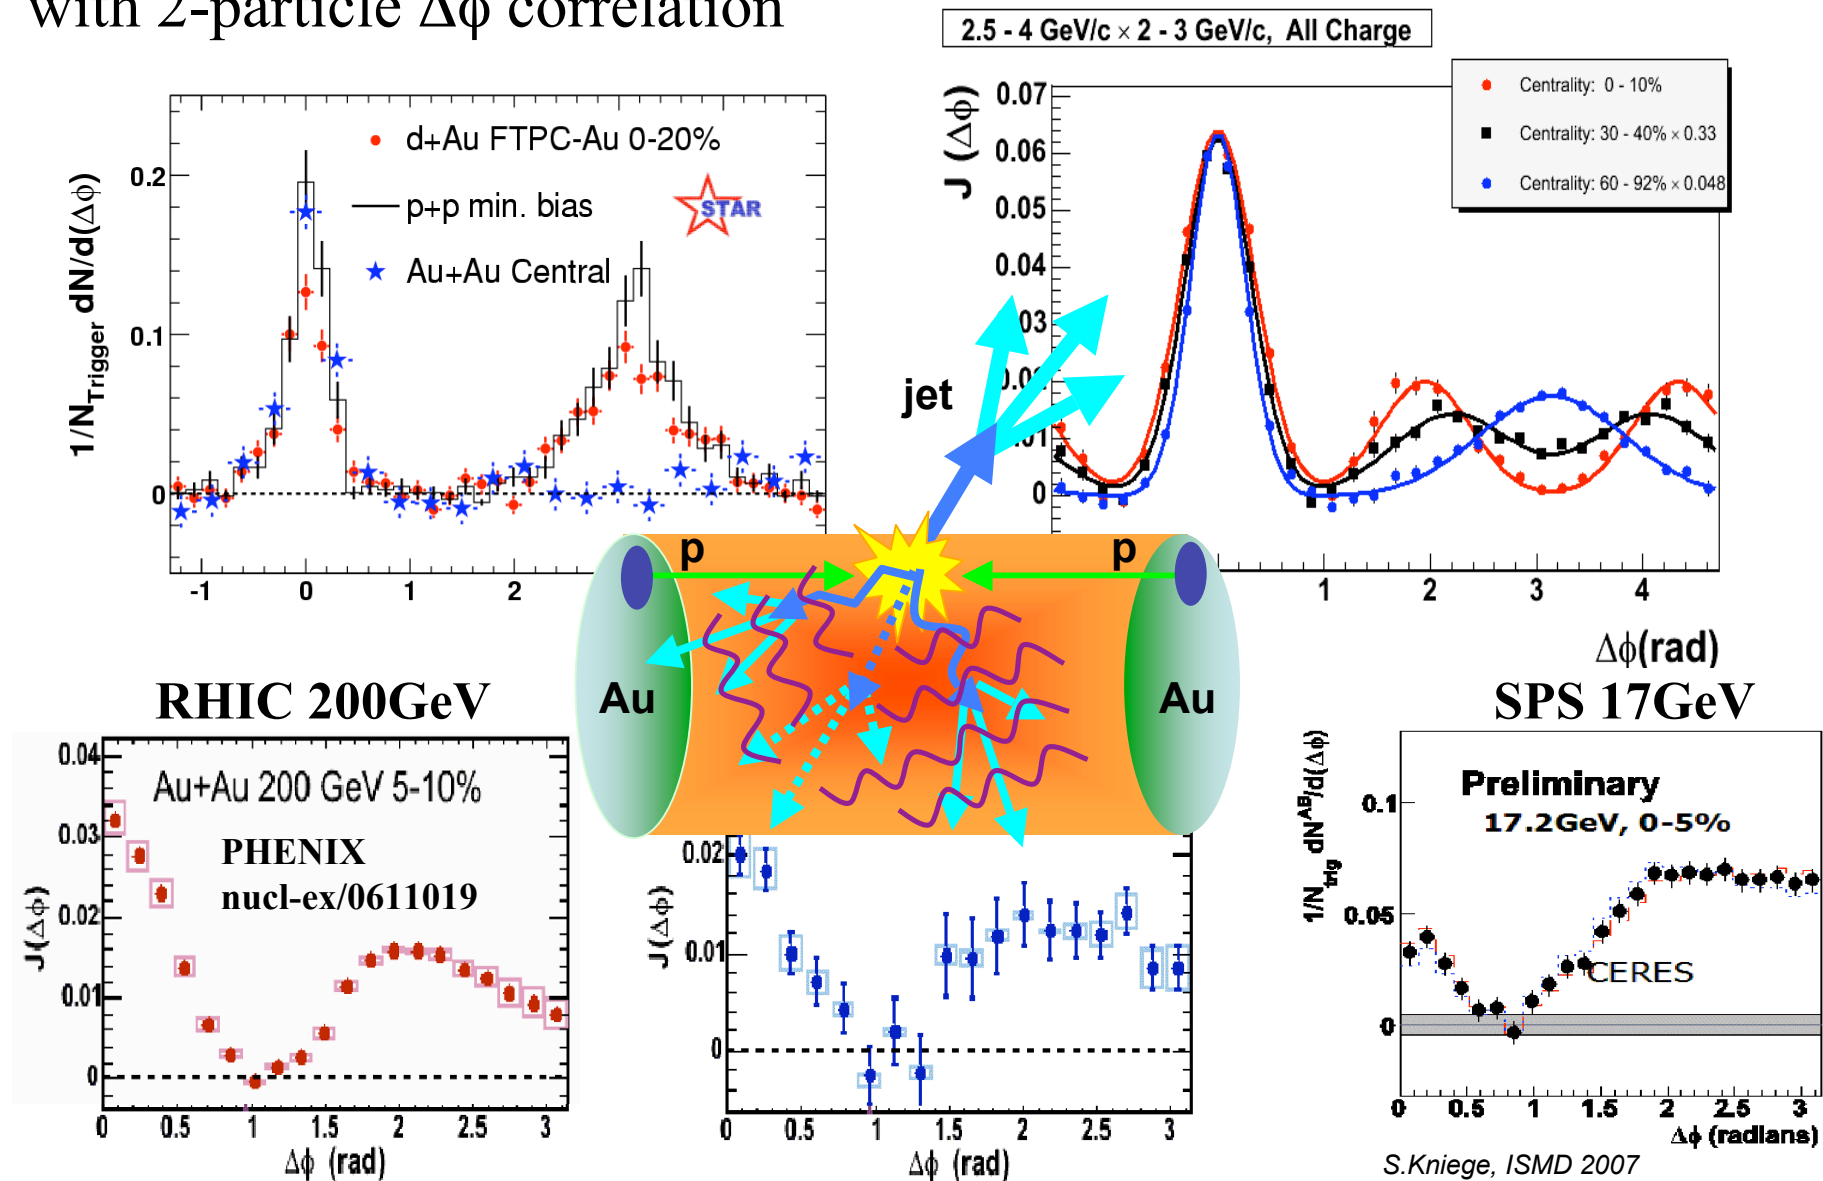 with 2-particle Δϕ correlation
2.5 - 4 GeV/c × 2 - 3 GeV/c, All Charge
1/N_Trigger dN/d(Δϕ)
0.2
0.1
0
d+Au FTPC-Au 0-20%
p+p min. bias
Au+Au Central
STAR
-1
0
1
2
J (Δϕ)
0.07
0.06
0.05
0.04
0
Centrality: 0 - 10%
Centrality: 30 - 40% × 0.33
Centrality: 60 - 92% × 0.048
1
2
3
4
Δϕ(rad)
jet
p
p
Au
Au
RHIC 200GeV
SPS 17GeV
J(Δϕ)
0.04
0.03
0.02
0.01
0
Au+Au 200 GeV 5-10%
PHENIX
nucl-ex/0611019
0
0.5
1
1.5
2
2.5
3
Δϕ (rad)
J(Δϕ)
0.02
0.01
0
0
0.5
1
1.5
2
2.5
3
Δϕ (rad)
1/N_trig dN^AB/d(Δϕ)
0.1
0.05
0
Preliminary
17.2GeV, 0-5%
CERES
0
0.5
1
1.5
2
2.5
3
Δϕ (radians)
S.Kniege, ISMD 2007